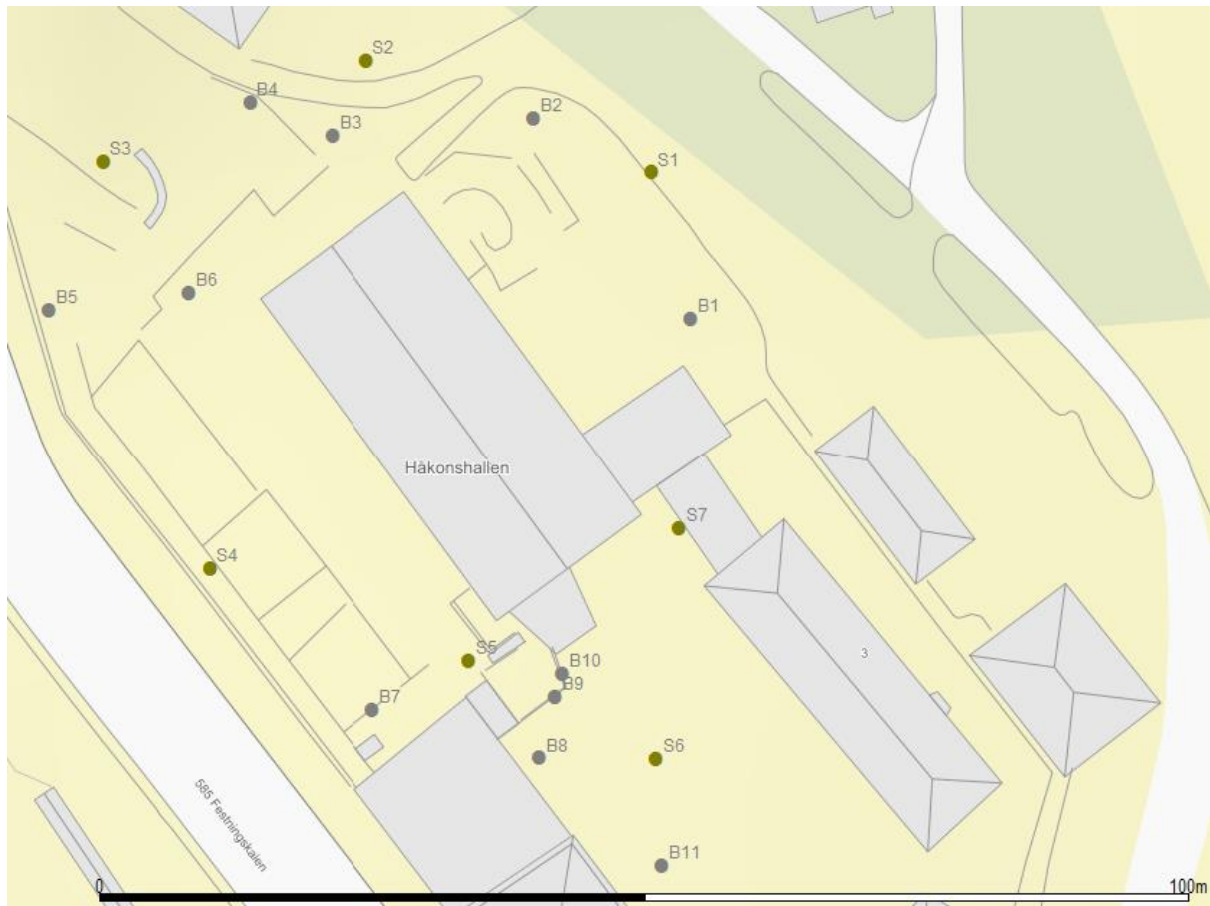 S2
B4
B2
B3
S3
S1
B6
B5
B1
Håkonshallen
S7
S4
3
S5
B10
B9
B7
B8
S6
585 Festningskaien
B11
0
100m